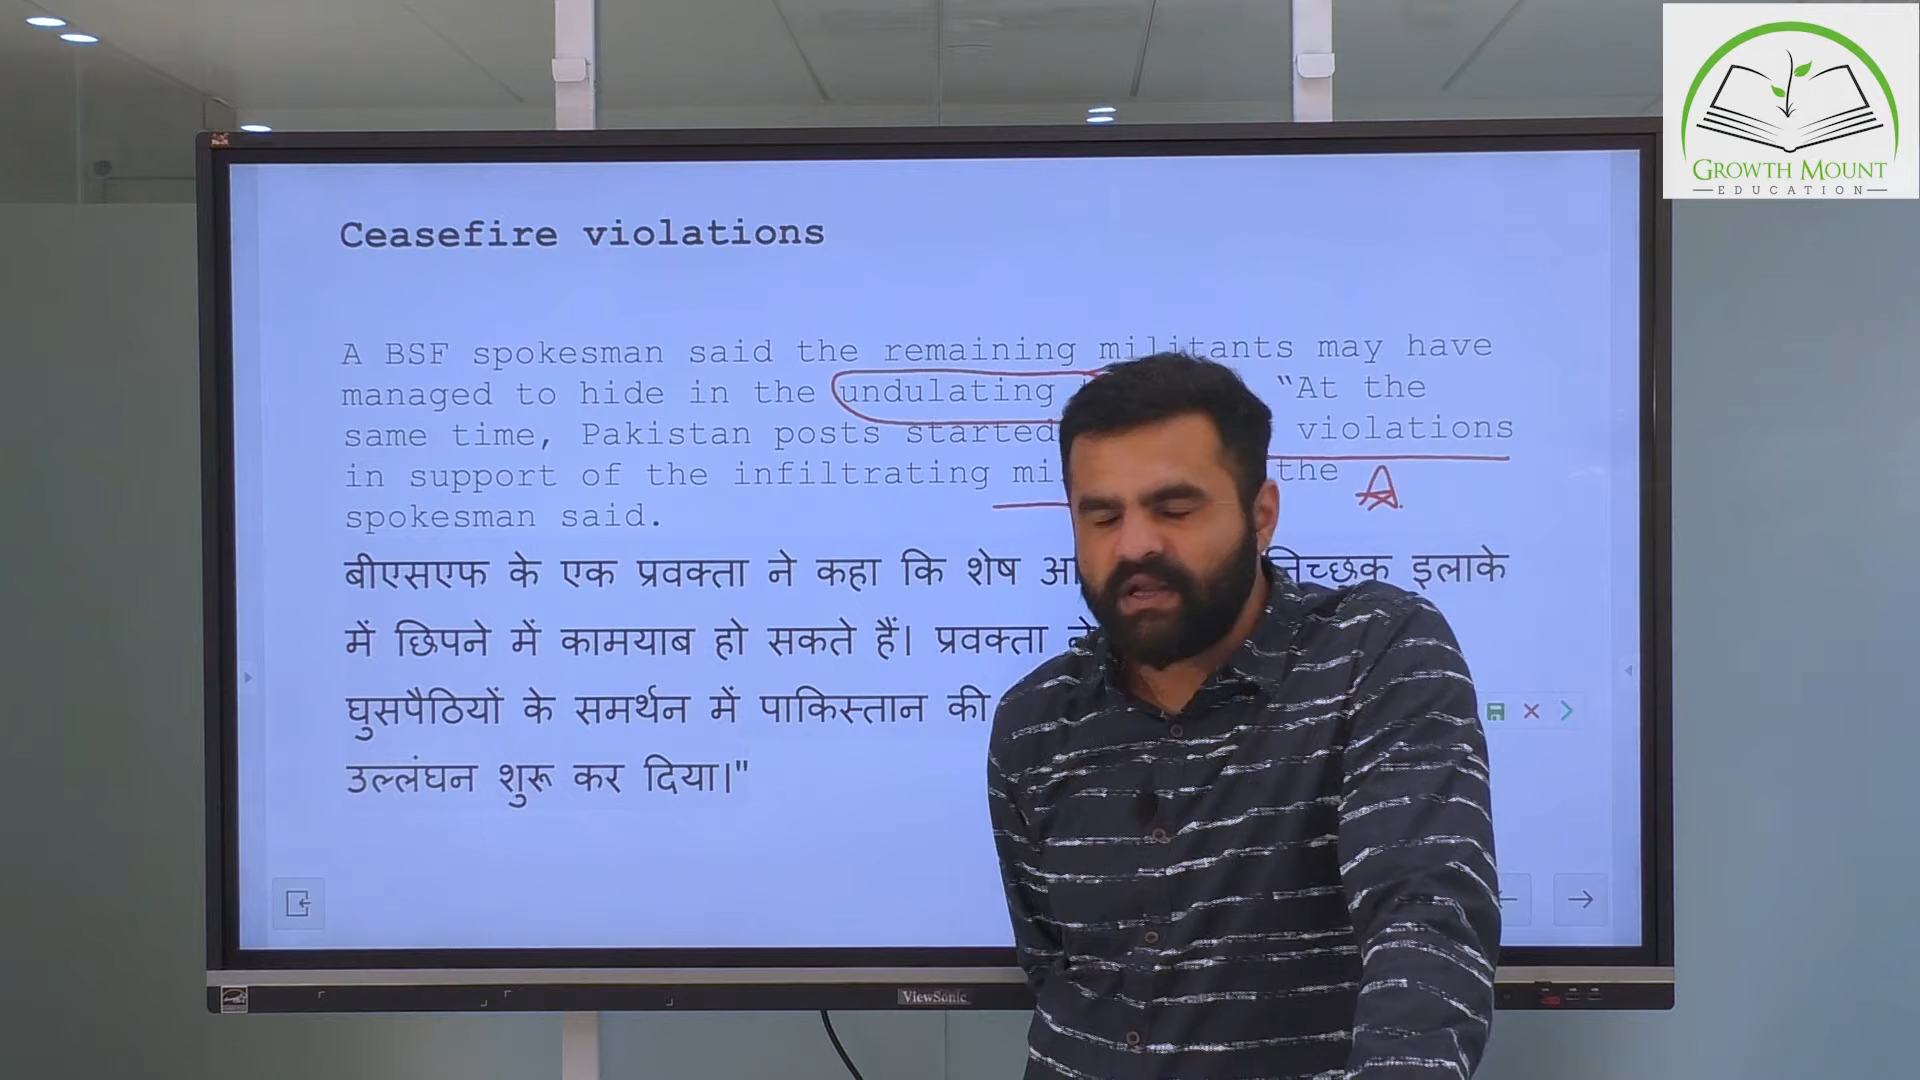 GROWTH MOUNT
EDUCATION
Ceasefire violations
A BSF spokesman said the remaining militants may have
managed to hide in the undulating "At the
same time, Pakistan posts started violations
in support of the infiltrating the
A
spokesman said.
बीएसएफ के एक प्रवक्ता ने कहा कि शेष इलाके
में छिपने में कामयाब हो सकते हैं। प्रवक्ता
घुसपैठियों के समर्थन में पाकिस्तान की
उल्लंघन शुरू कर दिया।"
ViewSonic